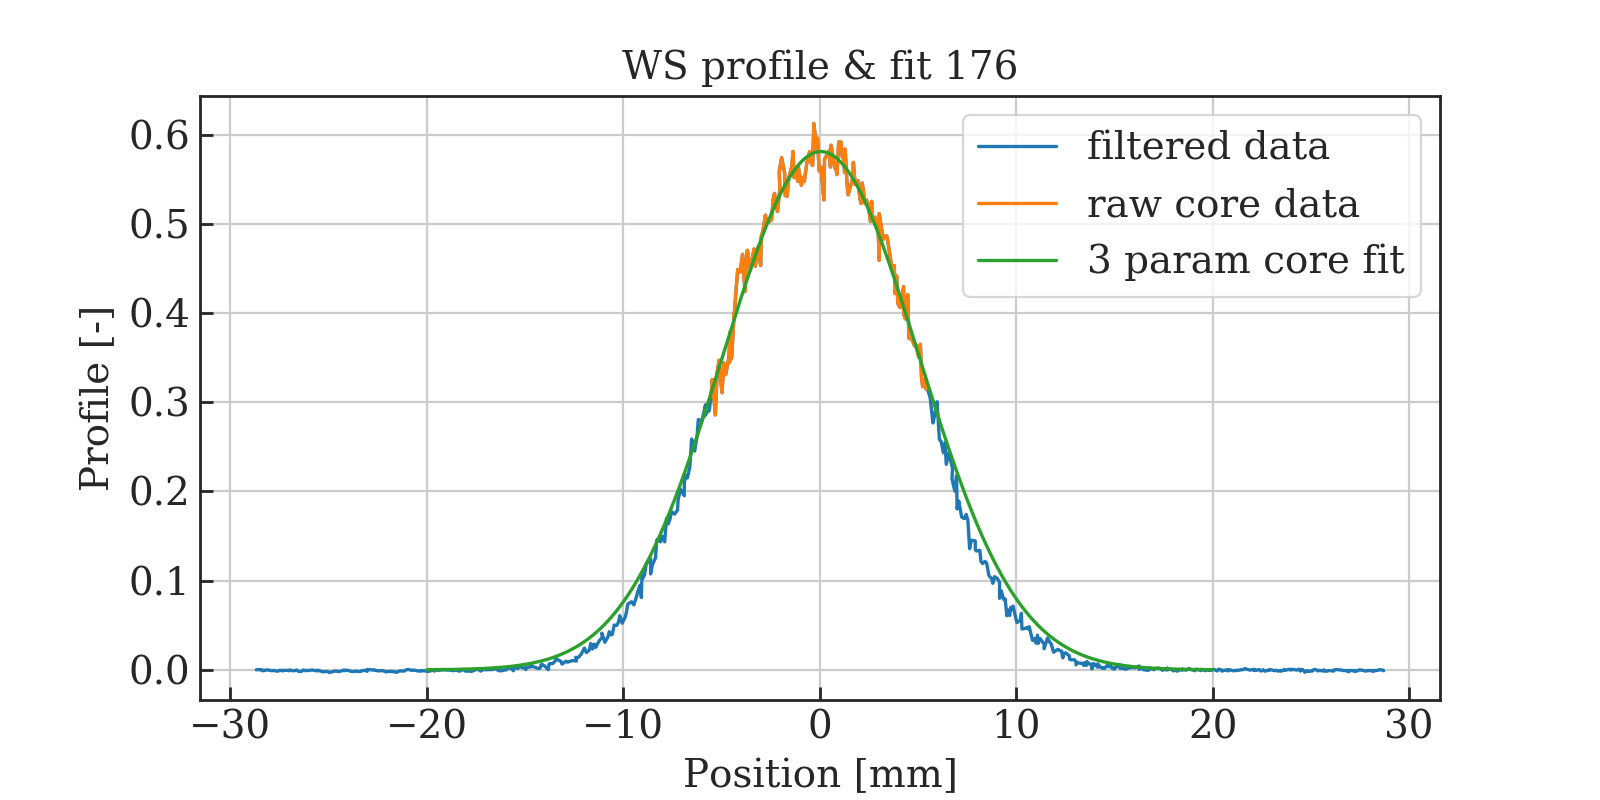 WS profile & fit 176
0.6
0.5
0.4
0.3
0.2
0.1
0.0
Profile [-]
filtered data
raw core data
3 param core fit
−30
−20
−10
0
10
20
30
Position [mm]